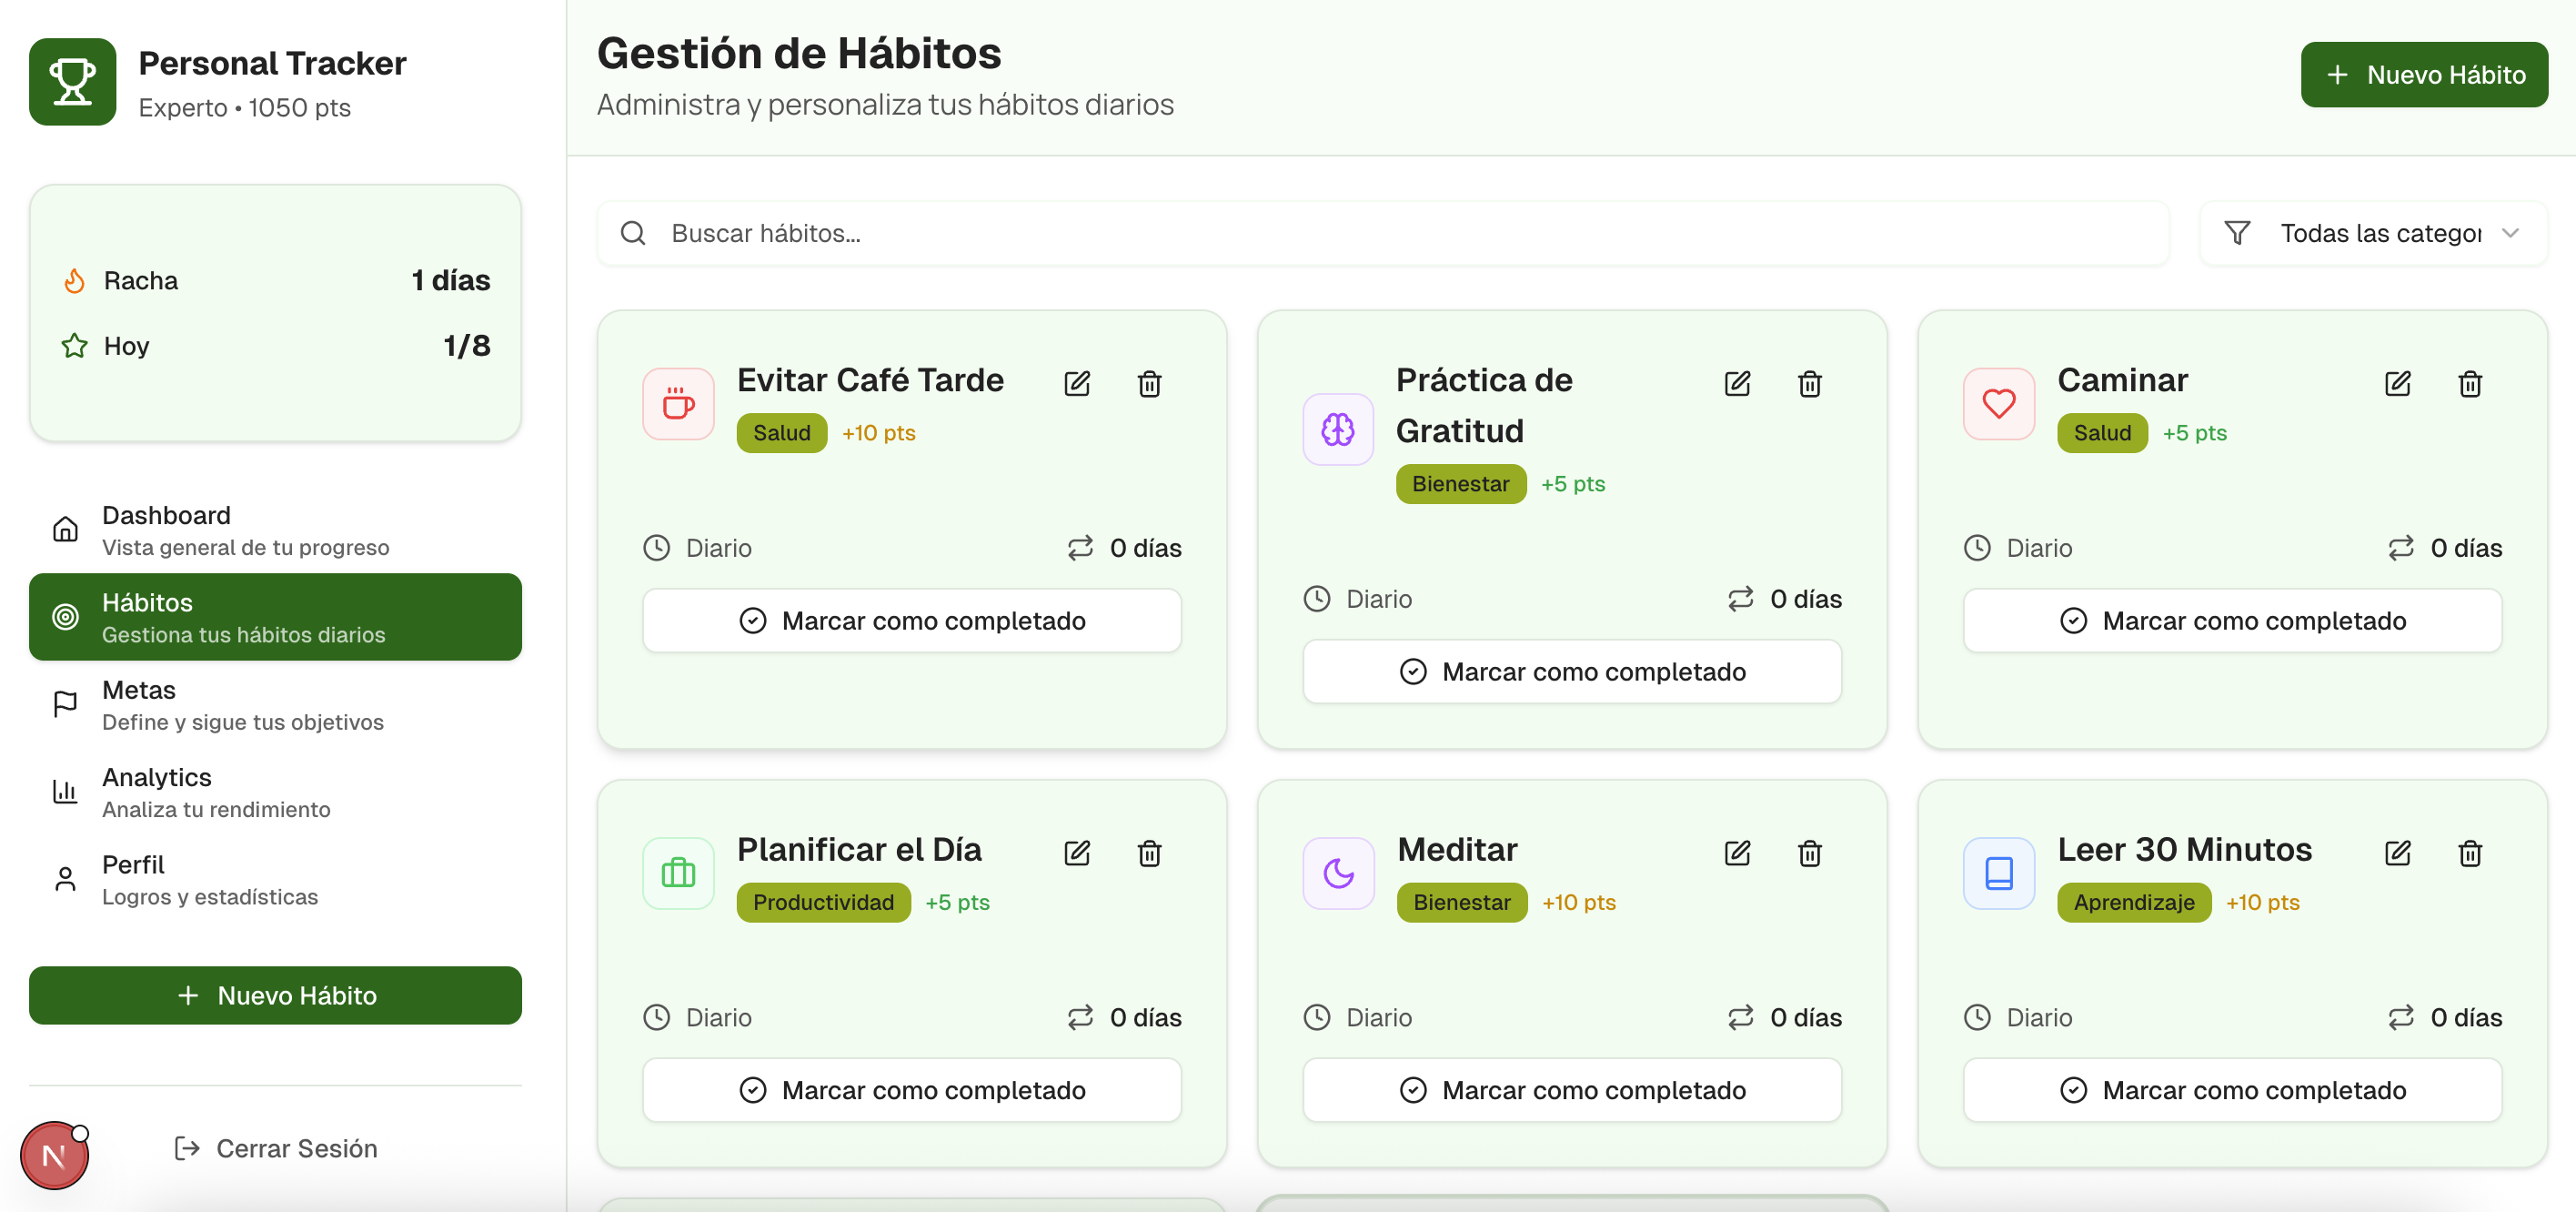 Personal Tracker
Experto • 1050 pts
Racha 1 días
Hoy 1/8
Dashboard
Vista general de tu progreso
Hábitos
Gestiona tus hábitos diarios
Metas
Define y sigue tus objetivos
Analytics
Analiza tu rendimiento
Perfil
Logros y estadísticas
+ Nuevo Hábito
N
Cerrar Sesión
Gestión de Hábitos
Administra y personaliza tus hábitos diarios
+ Nuevo Hábito
Buscar hábitos...
Todas las categor
Evitar Café Tarde
Salud +10 pts
Diario 0 días
Marcar como completado
Práctica de
Gratitud
Bienestar +5 pts
Diario 0 días
Marcar como completado
Caminar
Salud +5 pts
Diario 0 días
Marcar como completado
Planificar el Día
Productividad +5 pts
Diario 0 días
Marcar como completado
Meditar
Bienestar +10 pts
Diario 0 días
Marcar como completado
Leer 30 Minutos
Aprendizaje +10 pts
Diario 0 días
Marcar como completado